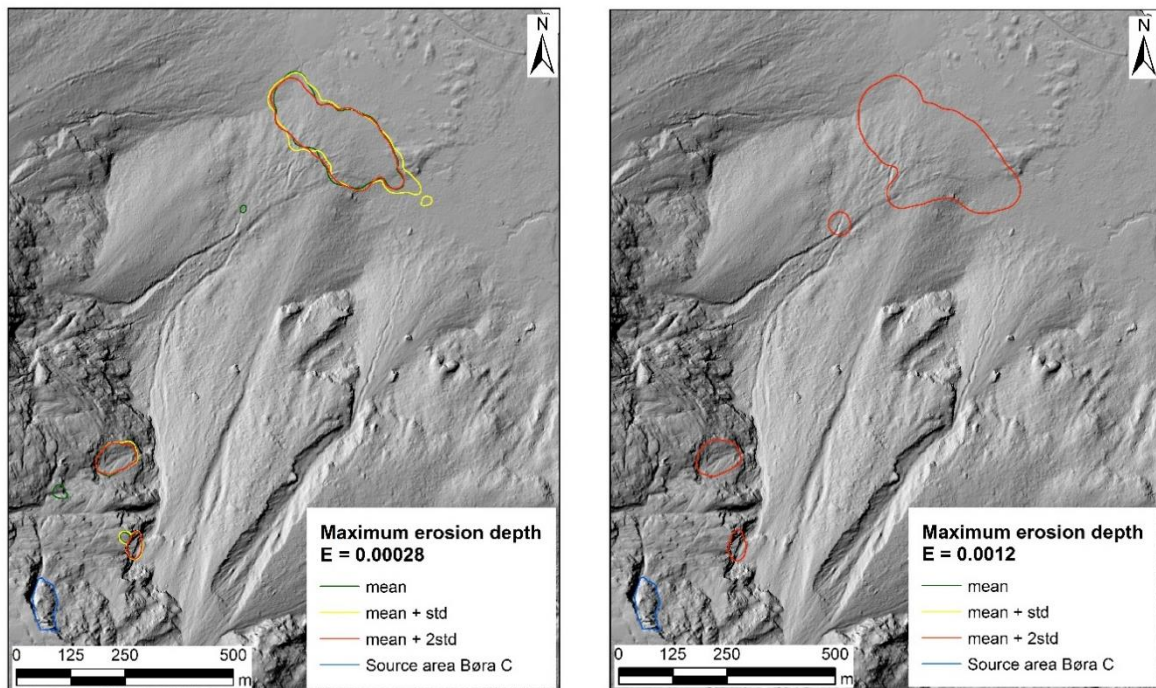 N
Maximum erosion depth
E = 0.00028
mean
mean + std
mean + 2std
Source area Børa C
0 125 250 500
m
N
Maximum erosion depth
E = 0.0012
mean
mean + std
mean + 2std
Source area Børa C
0 125 250 500
m